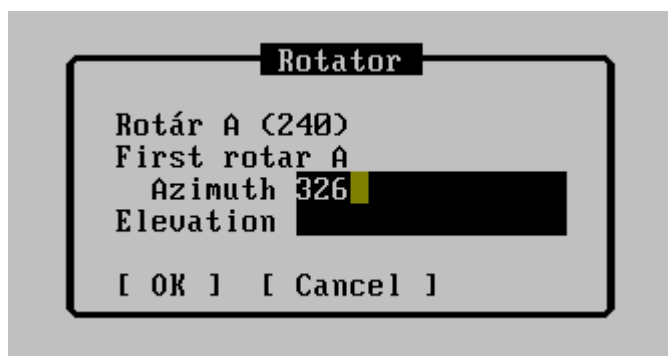 Rotator
Rotár A (240)
First rotar A
Azimuth 326
Elevation
[ OK ] [ Cancel ]